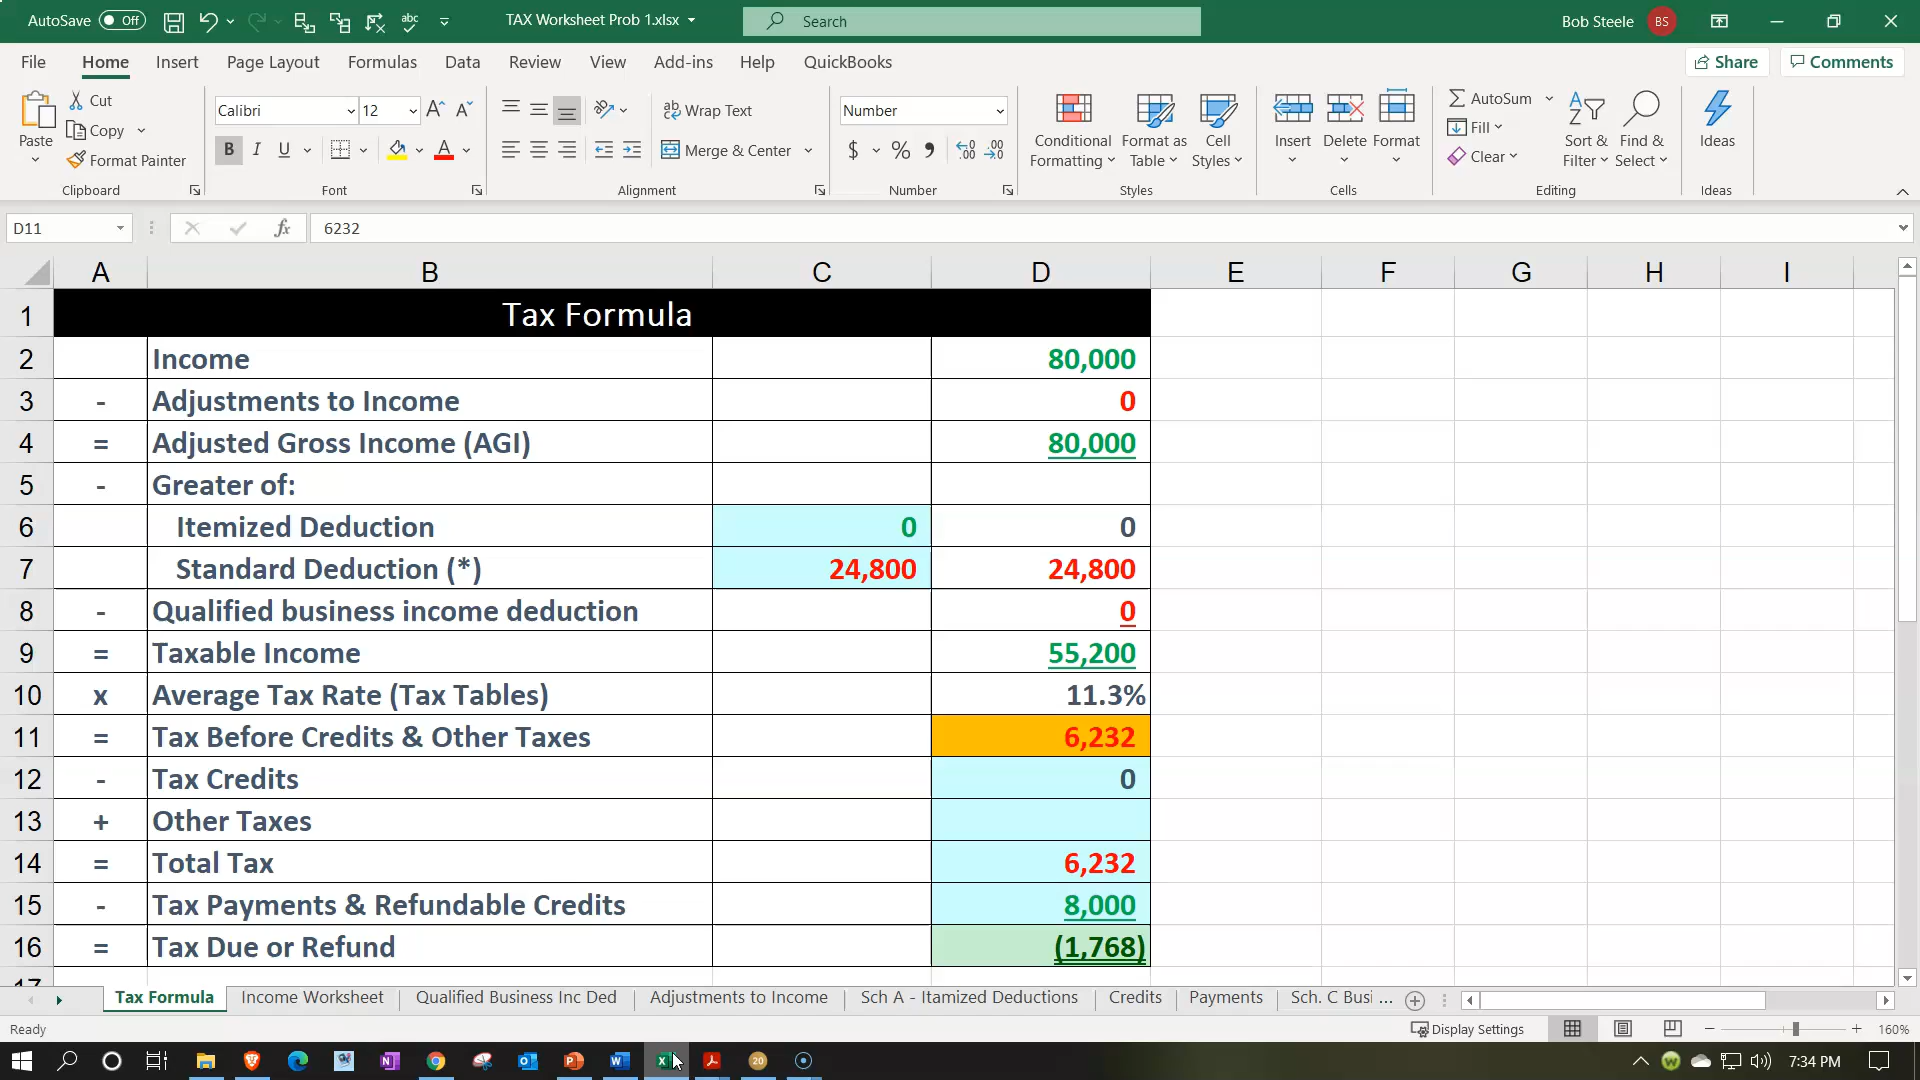 AutoSave Off TAX Worksheet Prob 1.xlsx Search Bob Steele BS
File Home Insert Page Layout Formulas Data Review View Add-ins Help QuickBooks Share Comments
Paste Cut Copy Format Painter Clipboard
Calibri 12 B I U A Font
ab Wrap Text Merge & Center Alignment
Number $ % Number
Conditional Formatting Format as Table Cell Styles Styles
Insert Delete Format Cells
AutoSum Fill Clear Sort & Filter Find & Select Editing
Ideas Ideas
D11 fx 6232
A B C D E F G H I
1 Tax Formula
2 Income 80,000
3 - Adjustments to Income 0
4 = Adjusted Gross Income (AGI) 80,000
5 - Greater of:
6 Itemized Deduction 0 0
7 Standard Deduction (*) 24,800 24,800
8 - Qualified business income deduction 0
9 = Taxable Income 55,200
10 x Average Tax Rate (Tax Tables) 11.3%
11 = Tax Before Credits & Other Taxes 6,232
12 - Tax Credits 0
13 + Other Taxes
14 = Total Tax 6,232
15 - Tax Payments & Refundable Credits 8,000
16 = Tax Due or Refund (1,768)
17
Tax Formula Income Worksheet Qualified Business Inc Ded Adjustments to Income Sch A - Itamized Deductions Credits Payments Sch. C Busi ...
Ready Display Settings 160%
7:34 PM